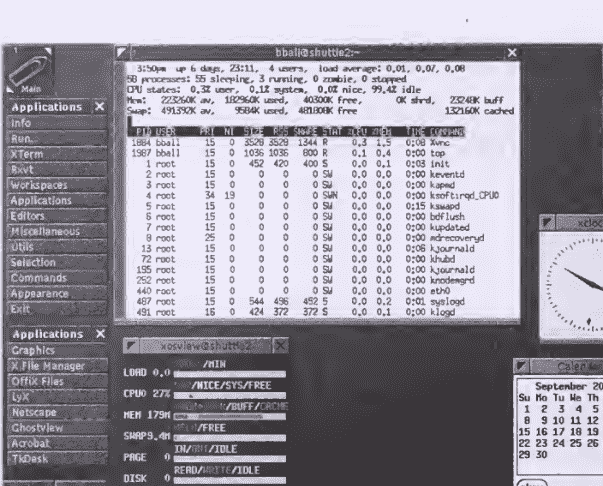 Main
Applications X
Info
Run..
XTerm
Rxvt
Workspaces
Applications
Editors
Miscellaneous
Utils
Selection
Commands
Appearance
Exit
Applications X
Graphics
X File Manager
OffiX Files
LyX
Netscape
Ghostview
Acrobat
TkDesk
bball@shuttle2:~
3:50pm up 6 days, 23:11, 4 users, load average: 0.01, 0.07, 0.08
58 processes: 55 sleeping, 3 running, 0 zombie, 0 stopped
CPU states: 0.3% user, 0.1% system, 0.0% nice, 99.4% idle
Mem: 223260K av, 182960K used, 40300K free, 0K shrd, 23248K buff
Swap: 491392K av, 9584K used, 481808K free 132160K cached
PID USER PRI NI SIZE RSS SHARE STAT %CPU %MEM TIME COMMAND
1884 bball 15 0 3528 3528 1344 R 0.3 1.5 0:08 Xvnc
1987 bball 15 0 1036 1036 800 R 0.1 0.4 0:00 top
1 root 15 0 452 420 400 S 0.0 0.1 0:03 init
2 root 15 0 0 0 0 SW 0.0 0.0 0:00 keventd
3 root 15 0 0 0 0 SW 0.0 0.0 0:00 kapmd
4 root 34 19 0 0 0 SWN 0.0 0.0 0:00 ksoftirqd_CPU0
5 root 15 0 0 0 0 SW 0.0 0.0 0:15 kswapd
6 root 15 0 0 0 0 SW 0.0 0.0 0:00 bdflush
7 root 15 0 0 0 0 SW 0.0 0.0 0:00 kupdated
8 root 25 0 0 0 0 SW 0.0 0.0 0:00 mdrecoveryd
13 root 15 0 0 0 0 SW 0.0 0.0 0:06 kjournald
72 root 15 0 0 0 0 SW 0.0 0.0 0:00 khubd
195 root 15 0 0 0 0 SW 0.0 0.0 0:00 kjournald
252 root 15 0 0 0 0 SW 0.0 0.0 0:00 knodemgrd
440 root 15 0 0 0 0 SW 0.0 0.0 0:00 eth0
487 root 15 0 544 496 452 S 0.0 0.2 0:01 syslogd
491 root 16 0 424 372 372 S 0.0 0.1 0:00 klogd
xosview@shuttle2
LOAD 0.0 /MIN
CPU0 27% /NICE/SYS/FREE
MEM 179M /BUFF/CACHE
SWAP9.4M /FREE
PAGE 0 IN/OUT/IDLE
DISK 0 READ/WRITE/IDLE
xclo
Calen
September 20
Su Mo Tu We Th
1 2 3 4 5
8 9 10 11 12
15 16 17 18 19
22 23 24 25 26
29 30